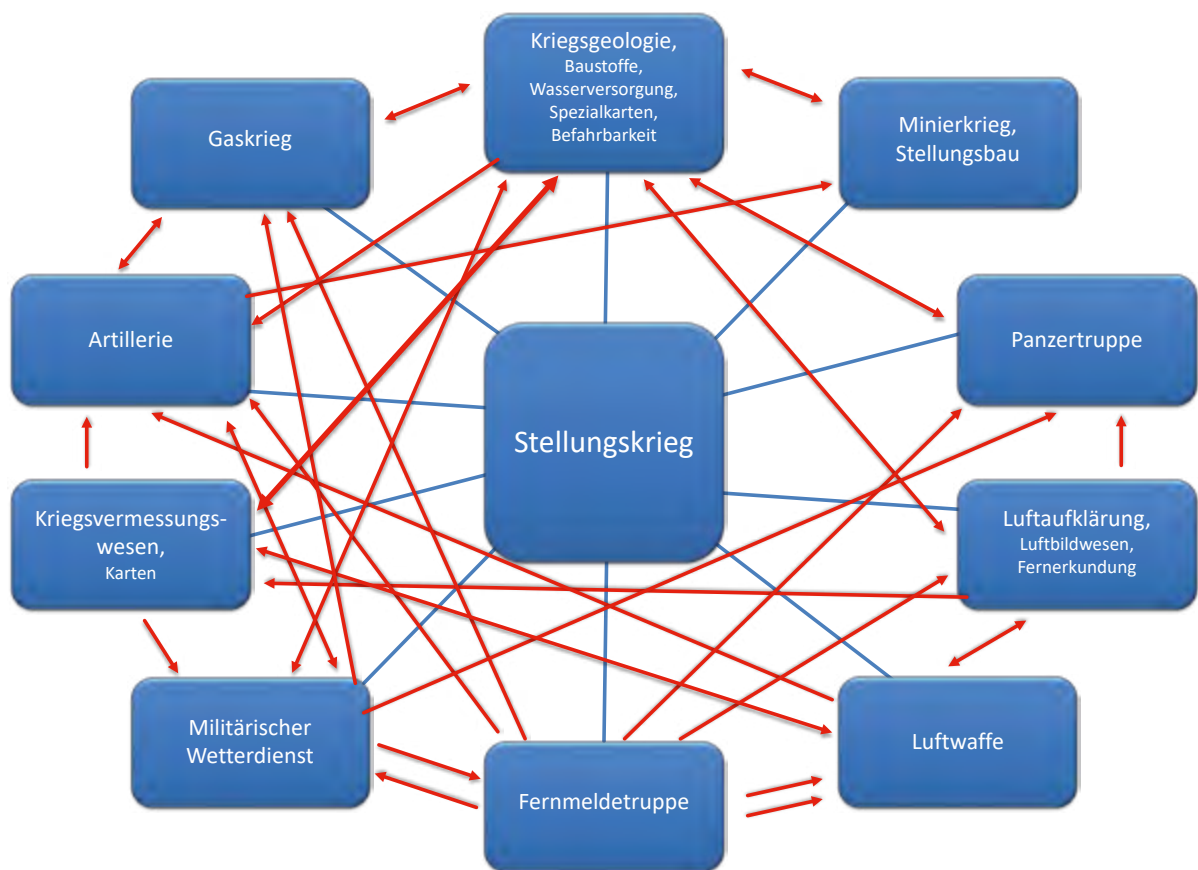 Kriegsgeologie,
Baustoffe,
Wasserversorgung,
Spezialkarten,
Befahrbarkeit
Gaskrieg
Minierkrieg,
Stellungsbau
Artillerie
Panzertruppe
Stellungskrieg
Kriegsvermessungs-
wesen,
Karten
Luftaufklärung,
Luftbildwesen,
Fernerkundung
Militärischer
Wetterdienst
Luftwaffe
Fernmeldetruppe